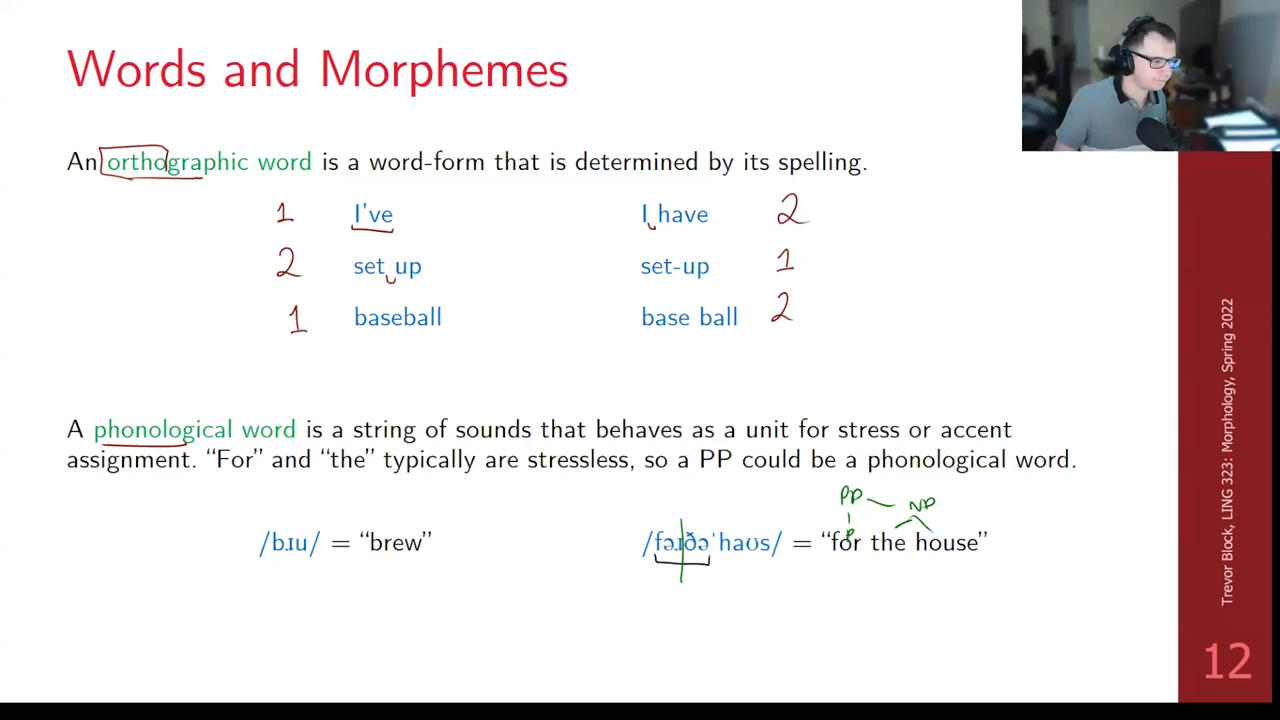 Words and Morphemes
An orthographic word is a word-form that is determined by its spelling.
1 I've I have 2
2 set up set-up 1
1 baseball base ball 2
A phonological word is a string of sounds that behaves as a unit for stress or accent
assignment. “For” and “the” typically are stressless, so a PP could be a phonological word.
PP NP
P
/bɹu/ = “brew” /fəɹðəˈhaʊs/ = “for the house”
Trevor Block, LING 323: Morphology, Spring 2022
12